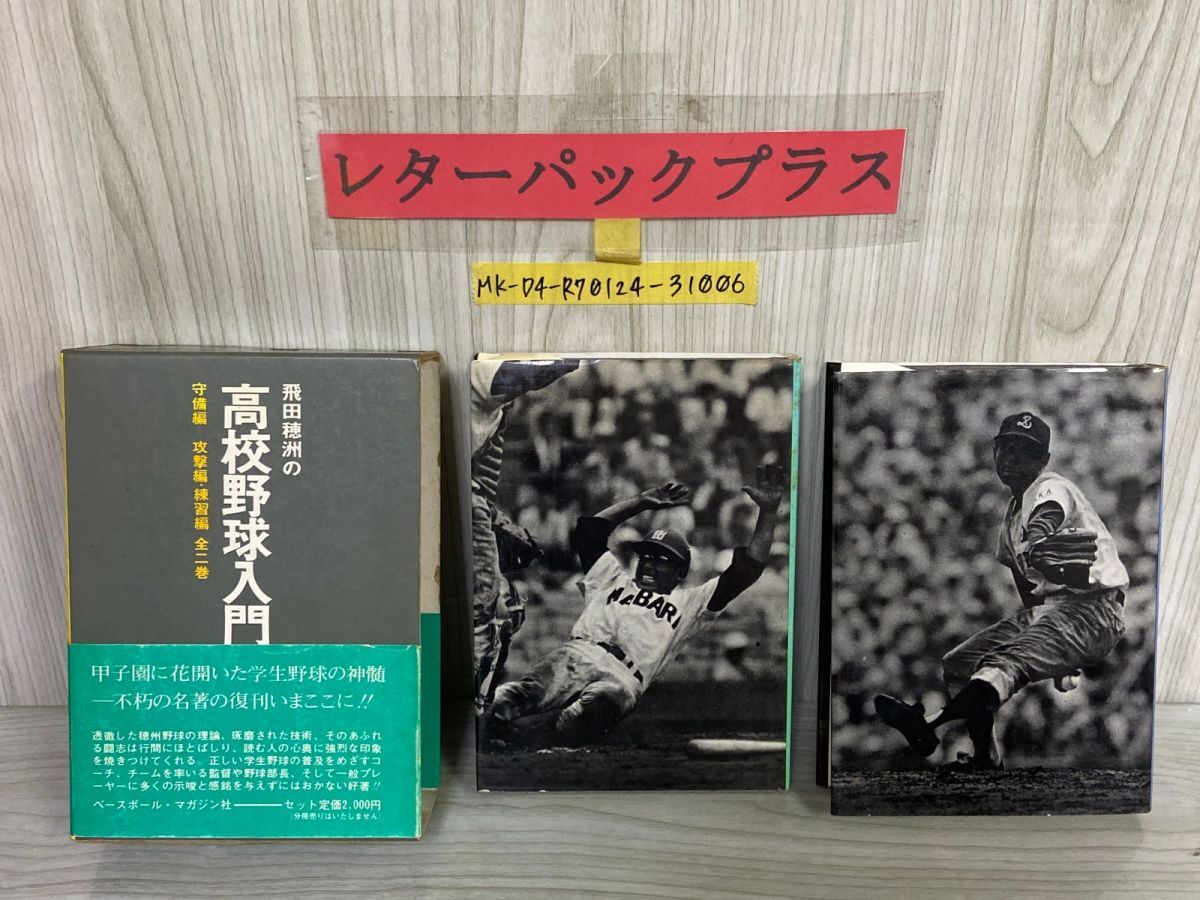 レターパックプラス
MK-D4-R70124-31006
飛田穂洲の
高校野球入門
守備編 攻撃編・練習編 全二巻
甲子園に花開いた学生野球の神髄
―不朽の名著の復刊いまここに!!
透徹した穂州野球の理論、琢磨された技術、そのあふれ
る闘志は行間にほとばしり、読む人の心奥に強烈な印象
を焼きつけてくれる。正しい学生野球の普及をめざすコ
ーチ、チームを率いる監督や野球部長、そして一般プレ
ーヤーに多くの示唆と感銘を与えずにはおかない好著!!
ベースボール・マガジン社―――セット定価2,000円
(分冊売りはいたしません)